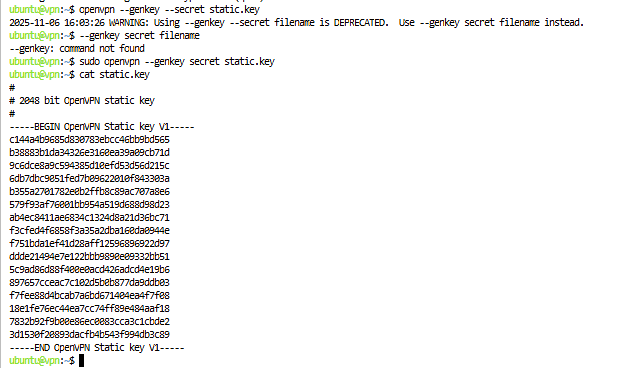 ubuntu@vpn:~$ openvpn --genkey --secret static.key
2025-11-06 16:03:26 WARNING: Using --genkey --secret filename is DEPRECATED.  Use --genkey secret filename instead.
ubuntu@vpn:~$ --genkey secret filename
--genkey: command not found
ubuntu@vpn:~$ sudo openvpn --genkey secret static.key
ubuntu@vpn:~$ cat static.key
#
# 2048 bit OpenVPN static key
#
-----BEGIN OpenVPN Static key V1-----
c144a4b9685d830783ebcc46bb9bd565
b38883b1da34326e3160ea39a09cb71d
9c6dce8a9c594385d10efd53d56d215c
6db7dbc9051fed7b09622010f843303a
b355a2701782e0b2ffb8c89ac707a8e6
579f93af76001bb954a519d688d98d23
ab4ec8411ae6834c1324d8a21d36bc71
f3cfed4f6858f3a35a2dba160da0944e
f751bda1ef41d28aff12596896922d97
ddde21494e7e122bbb9890e09332bb51
5c9ad86d88f400e0acd426adcd4e19b6
897657cceac7c102d5b0b877da9ddb03
f7fee88d4bcab7a6bd671404ea4f7f08
18e1fe76ec44ea7cc74ff89e484aaf18
7832b92f9b00e86ec0083cca3c1cbde2
3d1530f20893dacfb4b543f994db3c89
-----END OpenVPN Static key V1-----
ubuntu@vpn:~$